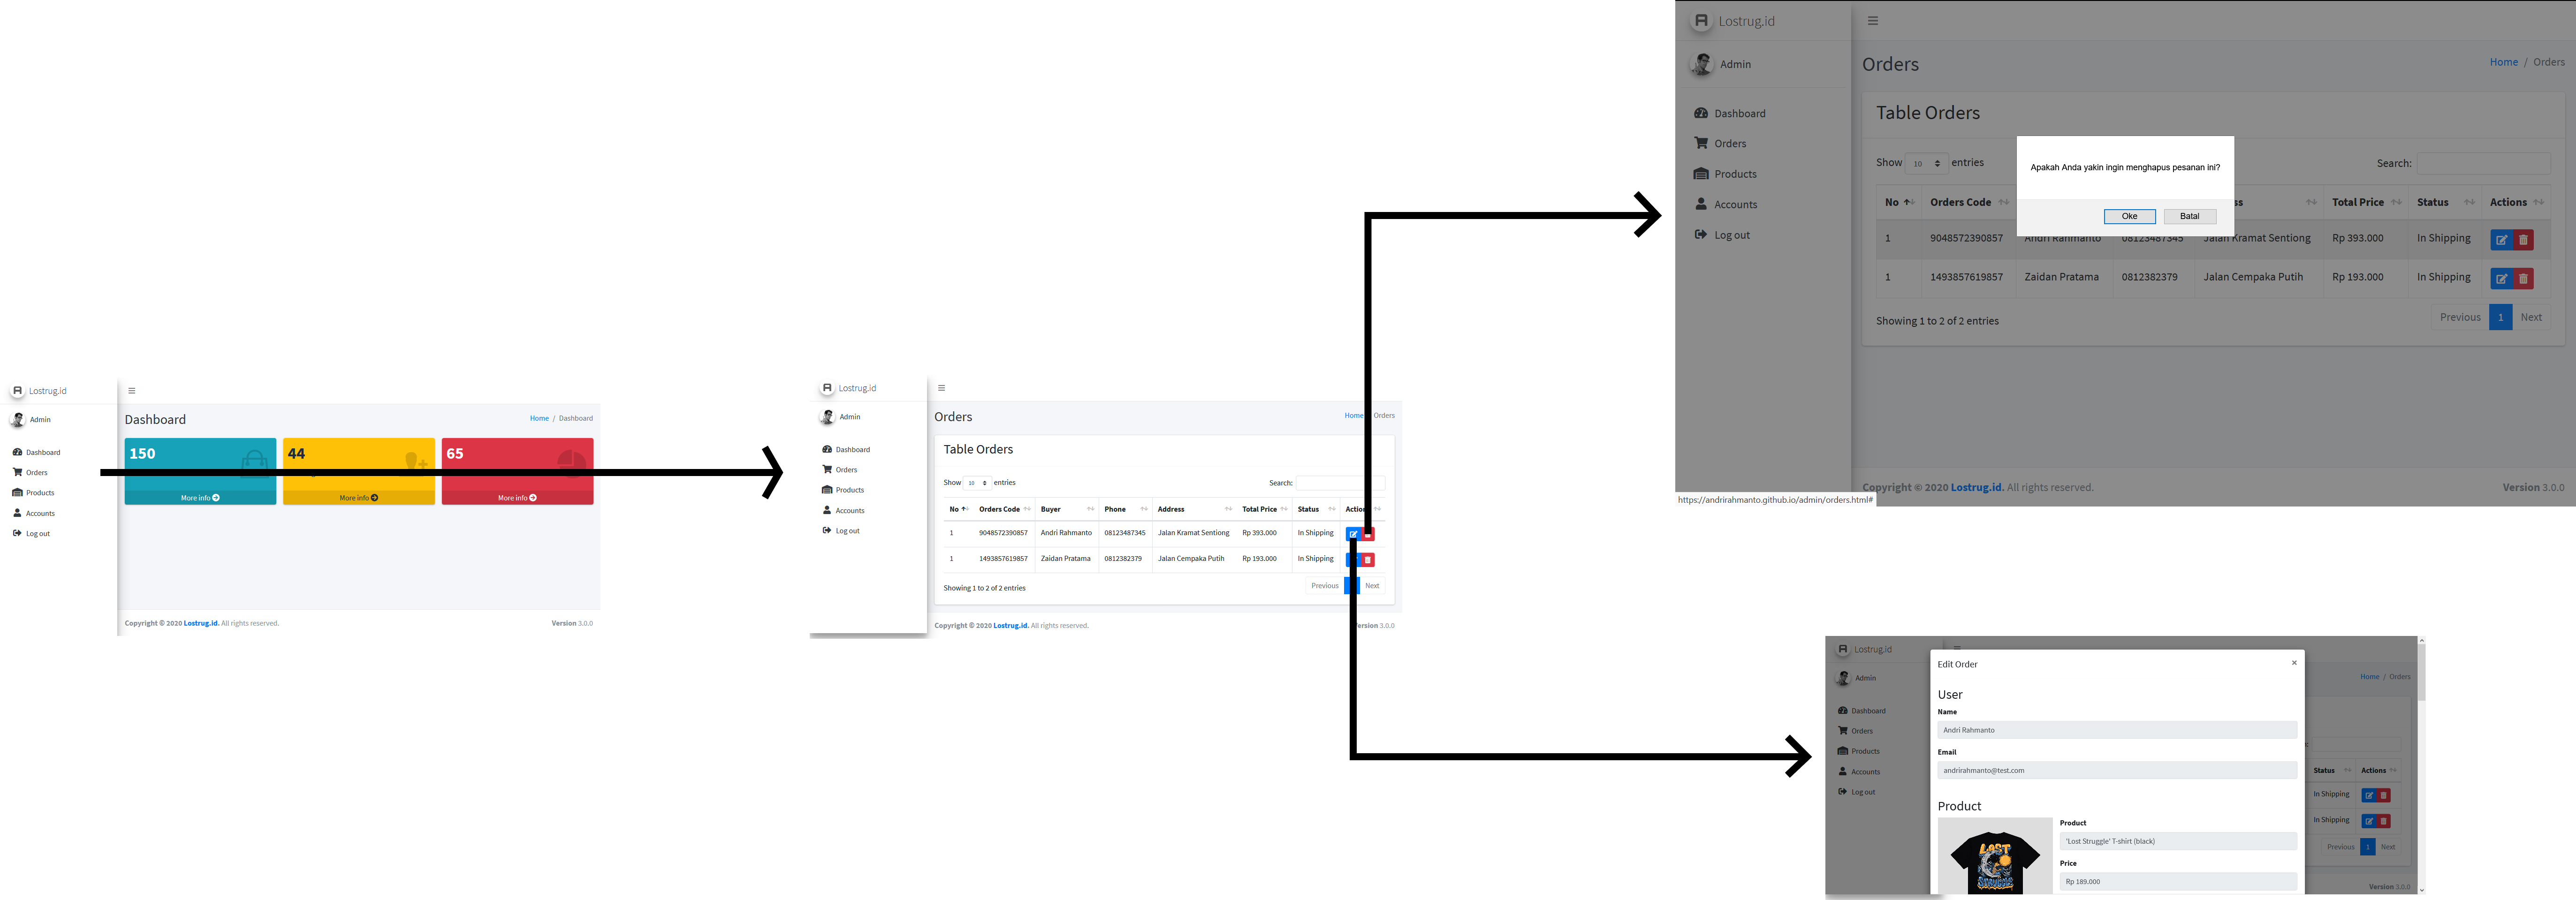 Lostrug.id
Admin
Dashboard
Orders
Products
Accounts
Log out
Dashboard
Home / Dashboard
150
More info
44
More info
65
More info
Copyright © 2020 Lostrug.id. All rights reserved.
Version 3.0.0
Lostrug.id
Admin
Dashboard
Orders
Products
Accounts
Log out
Orders
Home Orders
Table Orders
Show 10 entries
Search:
No Orders Code Buyer Phone Address Total Price Status
1 9048572390857 Andri Rahmanto 08123487345 Jalan Kramat Sentiong Rp 393.000 In Shipping
1 1493857619857 Zaidan Pratama 0812382379 Jalan Cempaka Putih Rp 193.000 In Shipping
Showing 1 to 2 of 2 entries
Previous Next
Copyright © 2020 Lostrug.id. All rights reserved.
3.0.0
Lostrug.id
Admin
Dashboard
Orders
Products
Accounts
Log out
Orders
Home / Orders
Table Orders
Show 10 entries
Search:
Apakah Anda yakin ingin menghapus pesanan ini?
Oke Batal
No Orders Code Total Price Status Actions
1 9048572390857 Andri Rahmanto 08123487345 Jalan Kramat Sentiong Rp 393.000 In Shipping
1 1493857619857 Zaidan Pratama 0812382379 Jalan Cempaka Putih Rp 193.000 In Shipping
Showing 1 to 2 of 2 entries
Previous 1 Next
Copyright © 2020 Lostrug.id. All rights reserved.
Version 3.0.0
https://andrirahmanto.github.io/admin/orders.html#
Lostrug.id
Admin
Dashboard
Orders
Products
Accounts
Log out
Home / Orders
Edit Order ×
User
Name
Andri Rahmanto
Email
andrirahmanto@test.com
Product
Product
'Lost Struggle' T-shirt (black)
Price
Rp 189.000
LOST
STRUGGLE
Status Actions
In Shipping
In Shipping
Previous 1 Next
Version 3.0.0